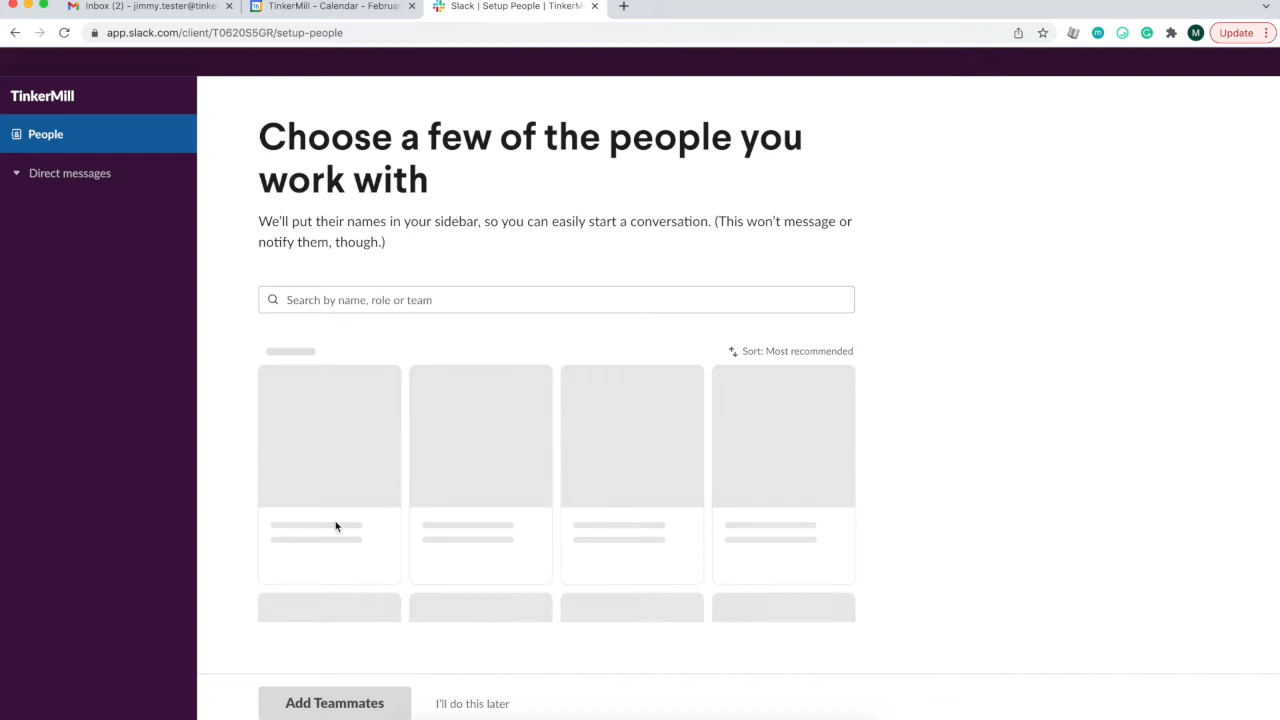 Inbox (2) - jimmy.tester@tinker
TinkerMill - Calendar - Februar
Slack | Setup People | TinkerM
app.slack.com/client/T0620S5GR/setup-people
M
Update
TinkerMill
People
Direct messages
Choose a few of the people you
work with
We'll put their names in your sidebar, so you can easily start a conversation. (This won't message or
notify them, though.)
Search by name, role or team
Sort: Most recommended
Add Teammates
I'll do this later